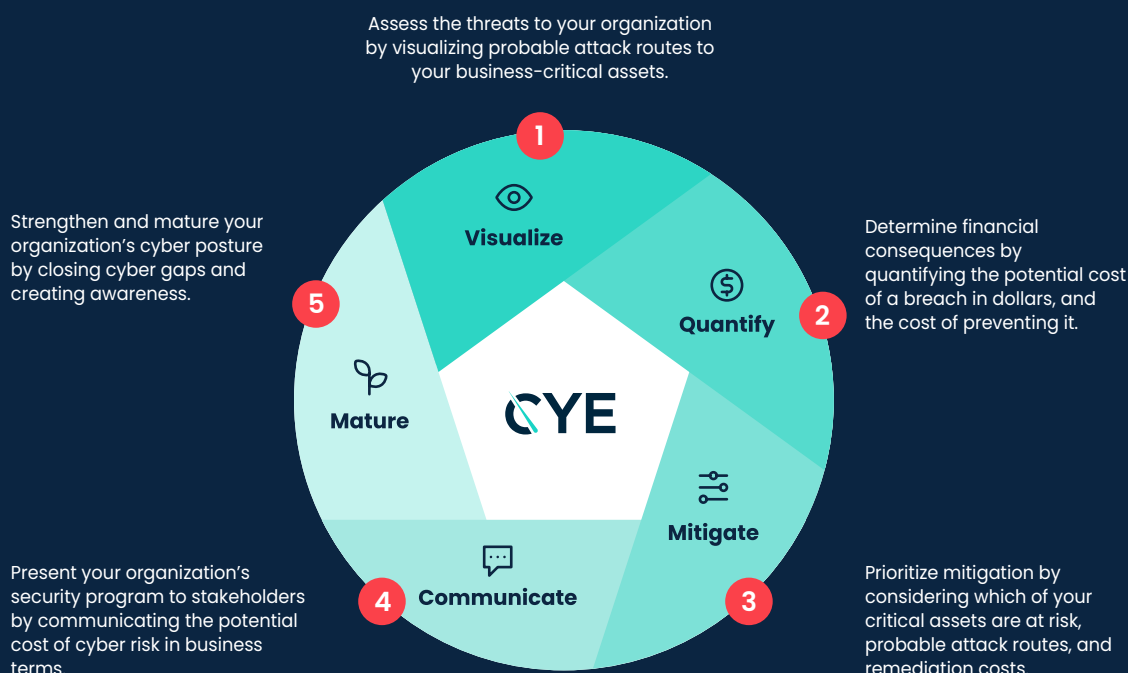 Assess the threats to your organization
by visualizing probable attack routes to
your business-critical assets.
1
Visualize
Determine financial
consequences by
quantifying the potential cost
of a breach in dollars, and
the cost of preventing it.
2
Quantify
Prioritize mitigation by
considering which of your
critical assets are at risk,
probable attack routes, and
remediation costs
3
Mitigate
Present your organization's
security program to stakeholders
by communicating the potential
cost of cyber risk in business
terms.
4
Communicate
Strengthen and mature your
organization's cyber posture
by closing cyber gaps and
creating awareness.
5
Mature
CYE